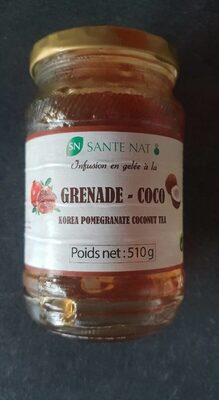 SN SANTE NAT
Infusion en gelée à la
GRENADE - COCO
KOREA POMEGRANATE COCONUT TEA
Poids net : 510 g